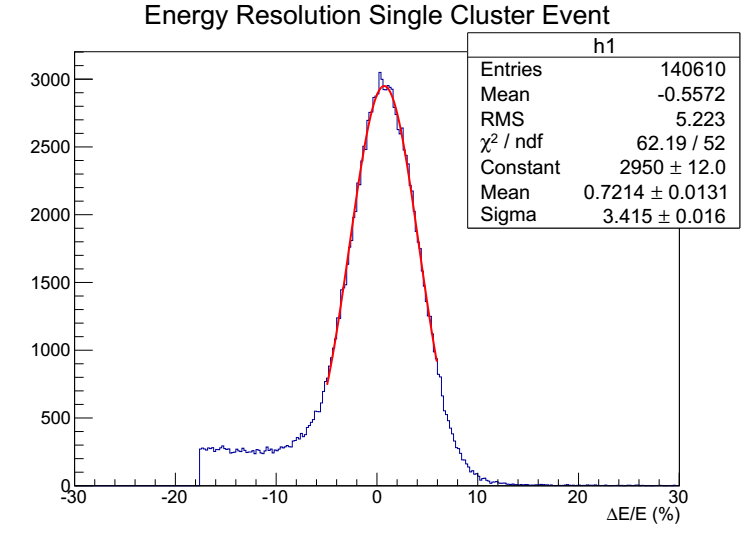 Energy Resolution Single Cluster Event
h1
Entries 140610
Mean -0.5572
RMS 5.223
χ² / ndf 62.19 / 52
Constant 2950 ± 12.0
Mean 0.7214 ± 0.0131
Sigma 3.415 ± 0.016
3000
2500
2000
1500
1000
500
0
-30 -20 -10 0 10 20 30
ΔE/E (%)